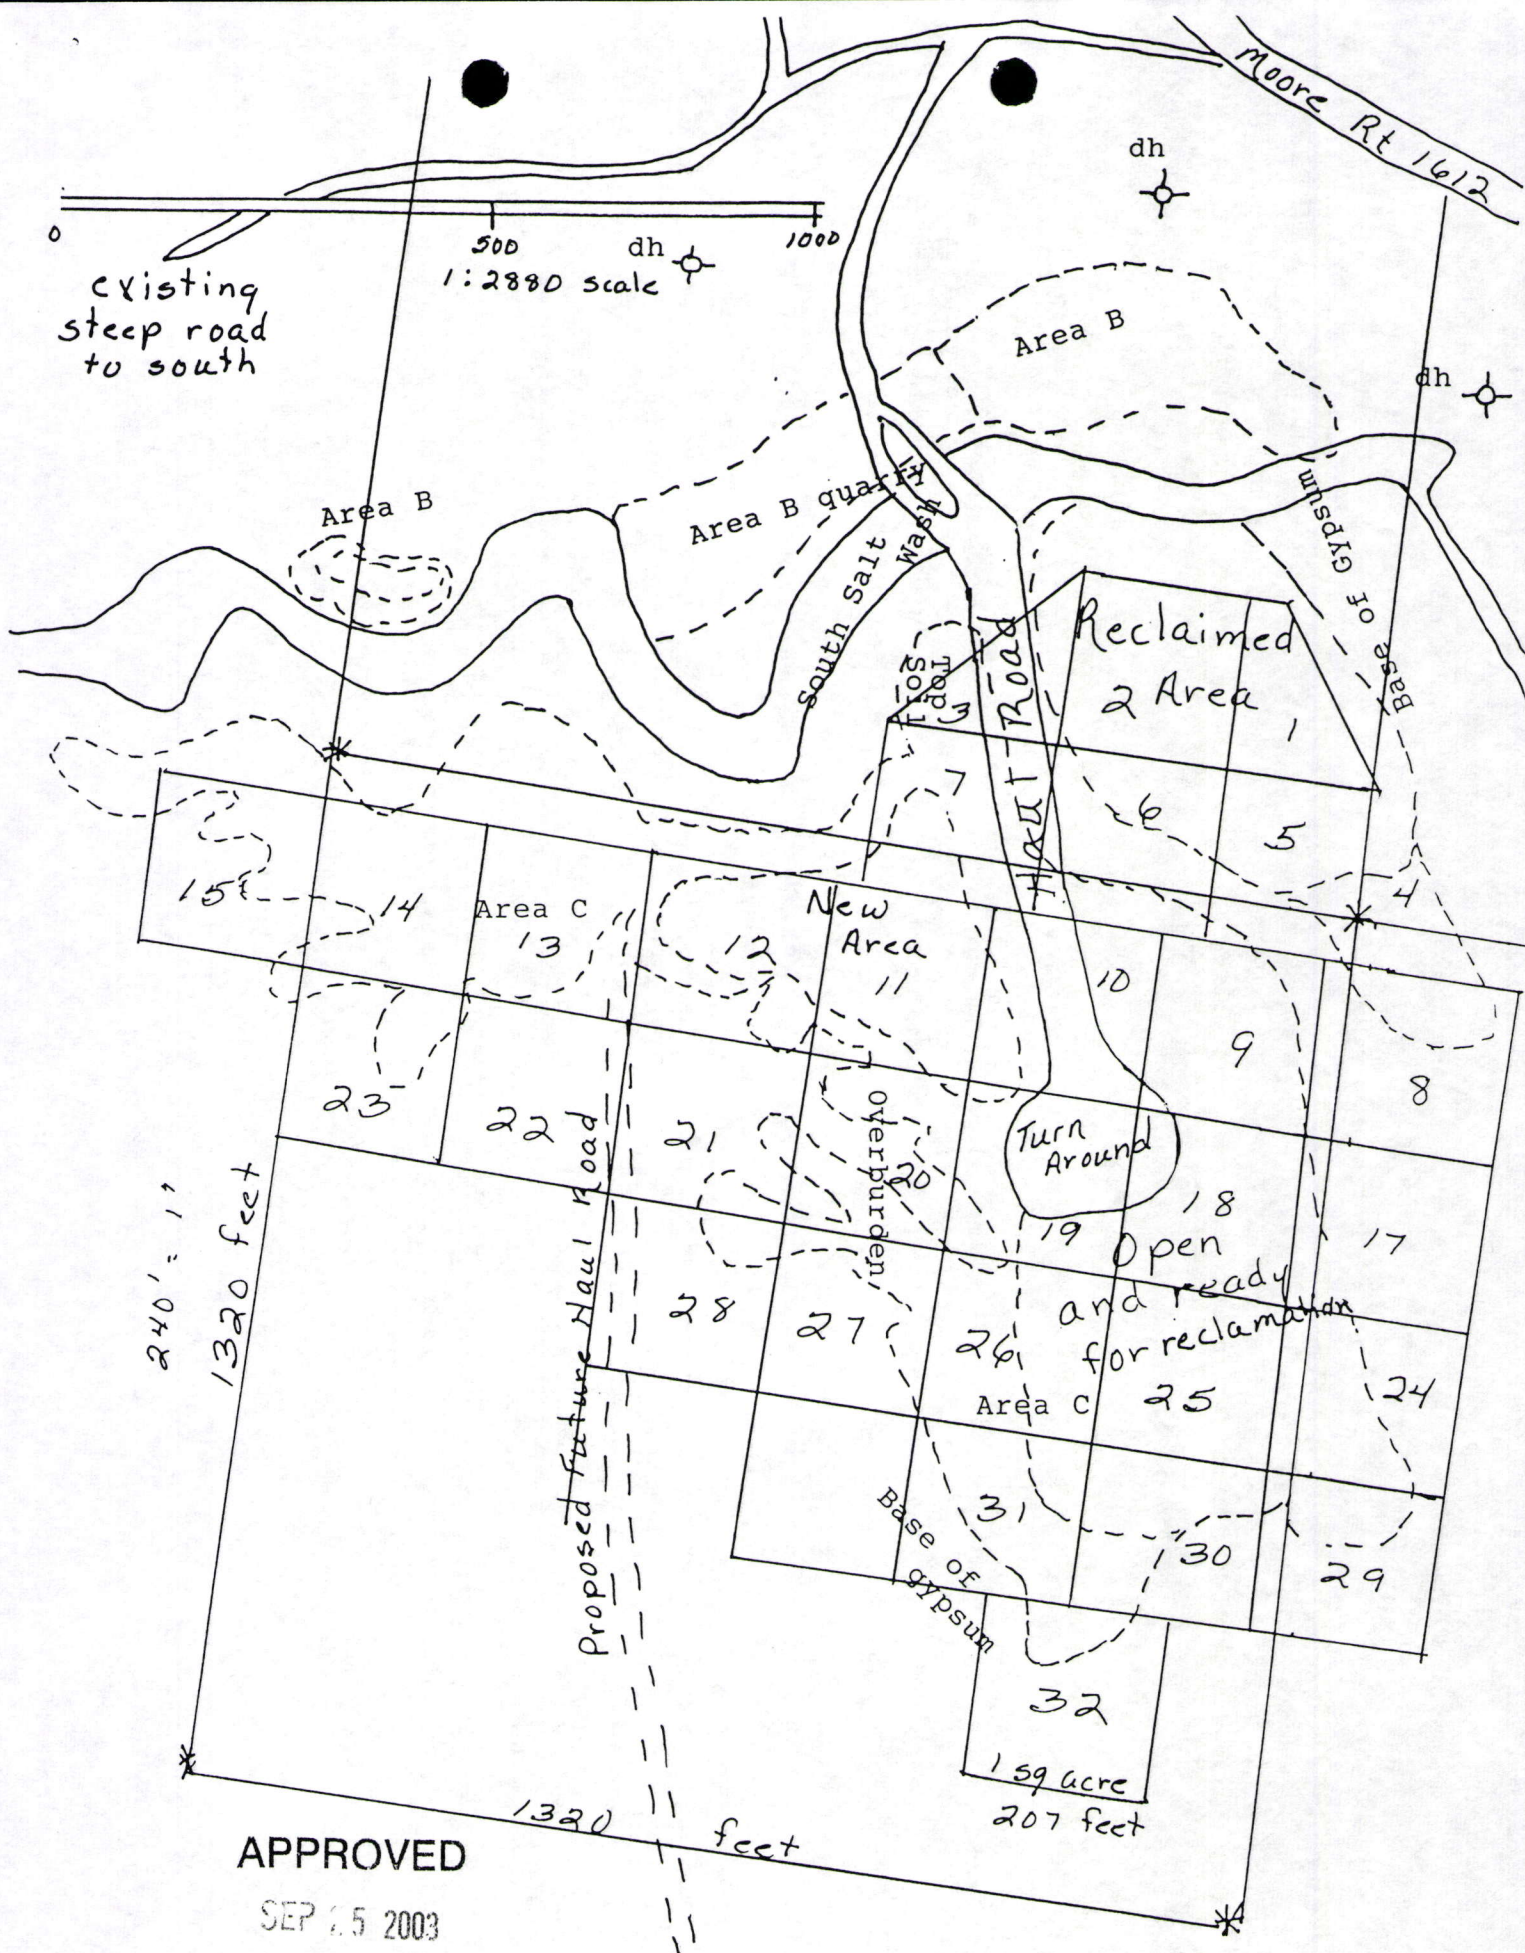 Moore Rt 1612
dh
0
500
1000
1:2880 scale
dh
existing
steep road
to south
Area B
dh
Area B
Area B quarry
South Salt
Wash
Base of Gypsum
Top
Soil
3
Haul Road
Reclaimed
2 Area
1
7
6
5
4
15
14
Area C
13
12
New
Area
11
10
9
8
23
22
21
20
overburden
Turn
Around
19
18
17
Open
and ready
for reclamation
240' = 1"
1320 feet
Proposed Future Haul Road
28
27
26
Area C
25
24
Base of
gypsum
31
30
29
32
1 sq acre
207 feet
1320 feet
APPROVED
SEP 25 2003